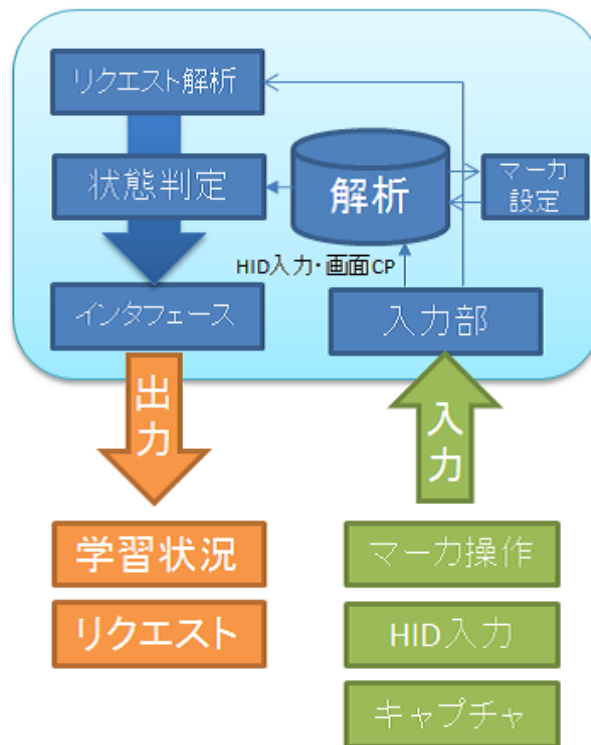 リクエスト解析
状態判定
解析
マーカ
設定
HID入力・画面CP
インタフェース
入力部
出力
入力
学習状況
リクエスト
マーカ操作
HID入力
キャプチャ